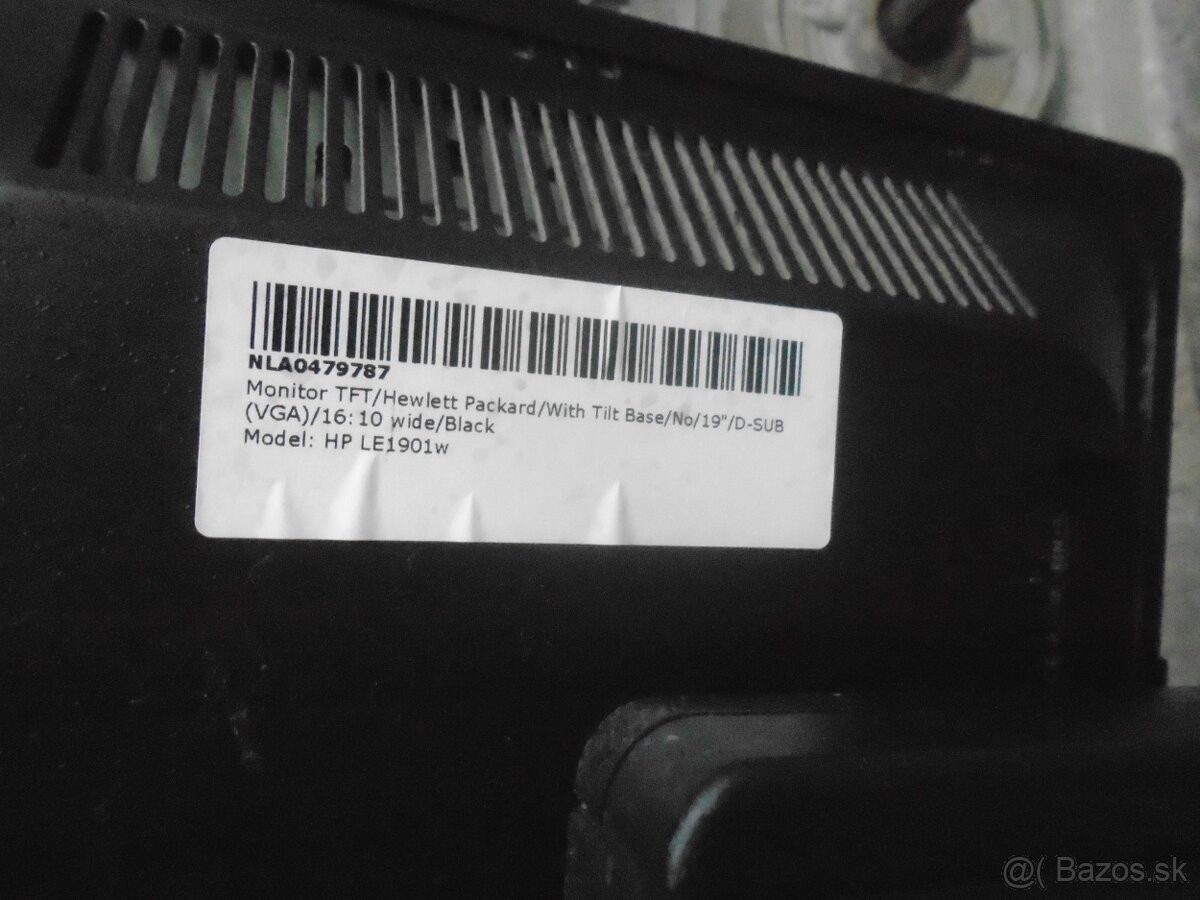 NLA0479787
Monitor TFT/Hewlett Packard/With Tilt Base/No/19"/D-SUB
(VGA)/16:10 wide/Black
Model: HP LE1901w
@( Bazos.sk